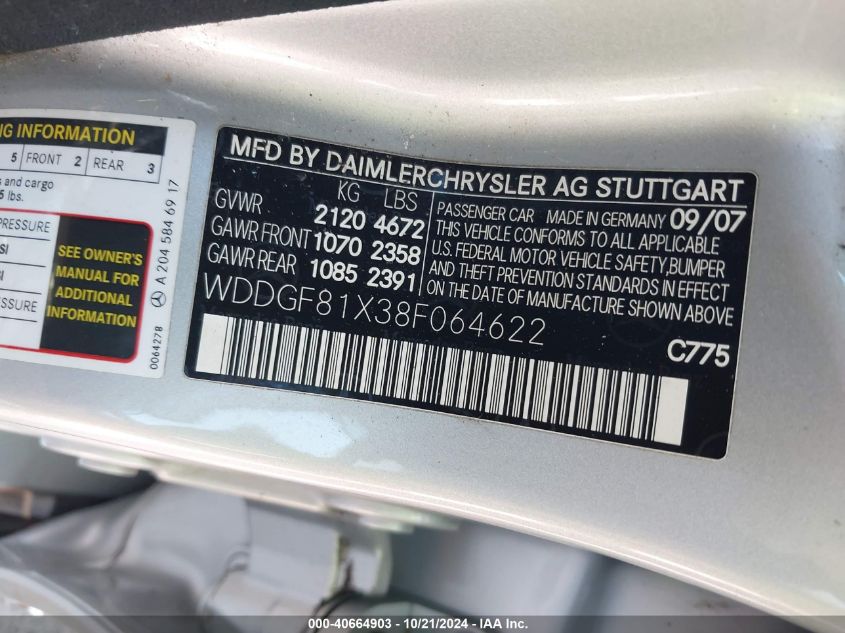 NG INFORMATION
5 FRONT 2 REAR 3
s and cargo
5 lbs.
PRESSURE
SI
SI
SEE OWNER'S
MANUAL FOR
ADDITIONAL
INFORMATION
A 204 584 69 17
0064278
MFD BY DAIMLERCHRYSLER AG STUTTGART
KG LBS
GVWR 2120 4672
GAWR FRONT 1070 2358
GAWR REAR 1085 2391
PASSENGER CAR MADE IN GERMANY 09/07
THIS VEHICLE CONFORMS TO ALL APPLICABLE
U.S. FEDERAL MOTOR VEHICLE SAFETY, BUMPER
AND THEFT PREVENTION STANDARDS IN EFFECT
ON THE DATE OF MANUFACTURE SHOWN ABOVE
WDDGF81X38F064622
C775
000-40664903 - 10/21/2024 - IAA Inc.